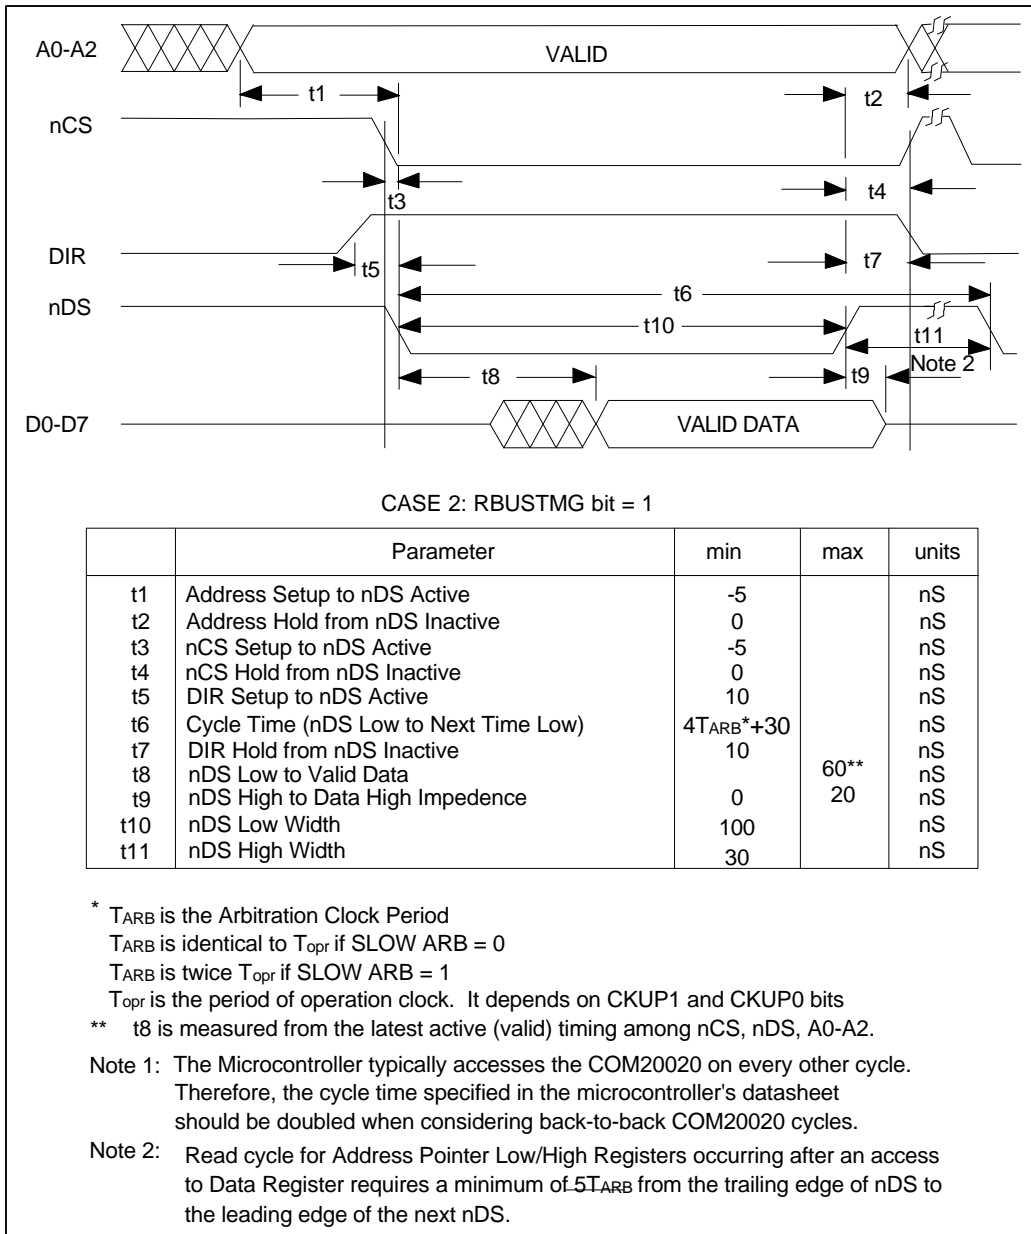 A0-A2
VALID
t1
t2
nCS
t3
t4
DIR
t5
t7
nDS
t6
t10
t11
Note 2
t8
t9
D0-D7
VALID DATA
CASE 2: RBUSTMG bit = 1
Parameter min max units
t1 Address Setup to nDS Active -5 nS
t2 Address Hold from nDS Inactive 0 nS
t3 nCS Setup to nDS Active -5 nS
t4 nCS Hold from nDS Inactive 0 nS
t5 DIR Setup to nDS Active 10 nS
t6 Cycle Time (nDS Low to Next Time Low) 4TARB*+30 nS
t7 DIR Hold from nDS Inactive 10 nS
t8 nDS Low to Valid Data 60** nS
t9 nDS High to Data High Impedence 0 20 nS
t10 nDS Low Width 100 nS
t11 nDS High Width 30 nS
* TARB is the Arbitration Clock Period
TARB is identical to Topr if SLOW ARB = 0
TARB is twice Topr if SLOW ARB = 1
Topr is the period of operation clock. It depends on CKUP1 and CKUP0 bits
** t8 is measured from the latest active (valid) timing among nCS, nDS, A0-A2.
Note 1: The Microcontroller typically accesses the COM20020 on every other cycle.
Therefore, the cycle time specified in the microcontroller's datasheet
should be doubled when considering back-to-back COM20020 cycles.
Note 2: Read cycle for Address Pointer Low/High Registers occurring after an access
to Data Register requires a minimum of 5TARB from the trailing edge of nDS to
the leading edge of the next nDS.